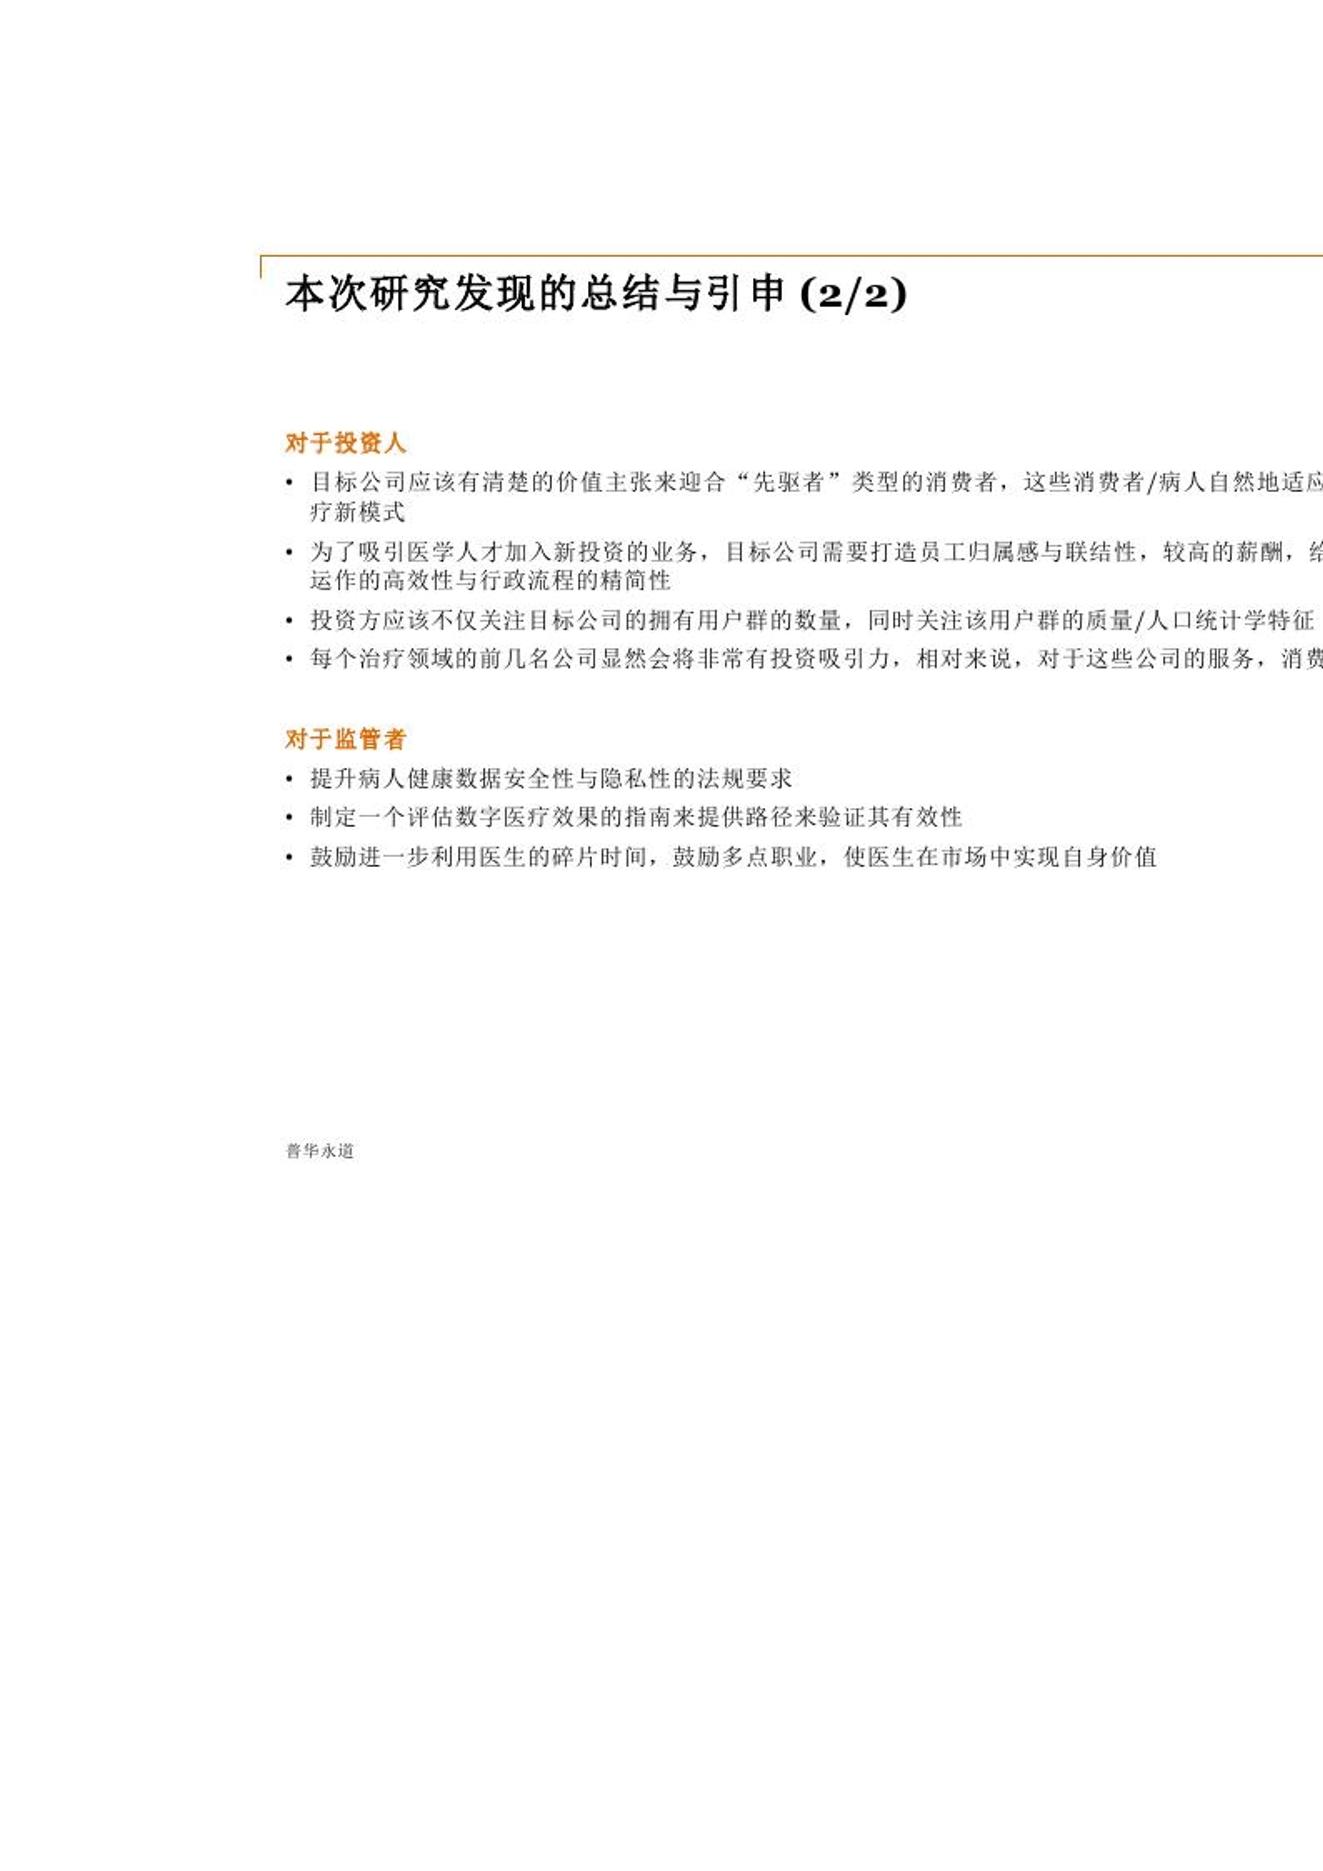 本次研究发现的总结与引申 (2/2)
对于投资人
• 目标公司应该有清楚的价值主张来迎合“先驱者”类型的消费者，这些消费者/病人自然地适应
疗新模式
• 为了吸引医学人才加入新投资的业务，目标公司需要打造员工归属感与联结性，较高的薪酬，给
运作的高效性与行政流程的精简性
• 投资方应该不仅关注目标公司的拥有用户群的数量，同时关注该用户群的质量/人口统计学特征
• 每个治疗领域的前几名公司显然会将非常有投资吸引力，相对来说，对于这些公司的服务，消费
对于监管者
• 提升病人健康数据安全性与隐私性的法规要求
• 制定一个评估数字医疗效果的指南来提供路径来验证其有效性
• 鼓励进一步利用医生的碎片时间，鼓励多点职业，使医生在市场中实现自身价值
普华永道